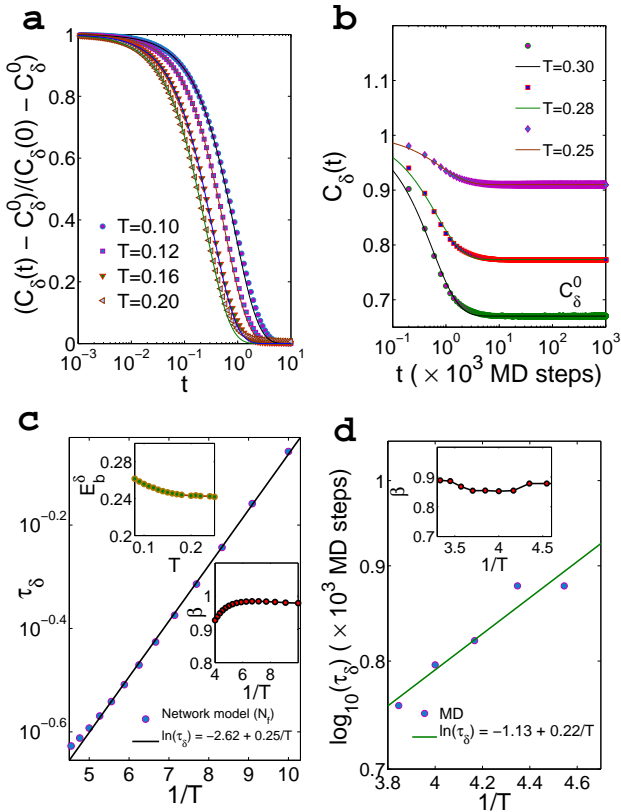 a
(C_δ(t) − C_δ^0)/(C_δ(0) − C_δ^0)
1
0.8
0.6
0.4
0.2
0
T=0.10
T=0.12
T=0.16
T=0.20
10^−3 10^−2 10^−1 10^0 10^1
t
b
C_δ(t)
1.1
1
0.9
0.8
0.7
T=0.30
T=0.28
T=0.25
C_δ^0
10^−1 10^0 10^1 10^2 10^3
t ( × 10^3 MD steps)
c
τ_δ
10^−0.2
10^−0.4
10^−0.6
E_b^δ
0.28
0.24
0.2
0.1 0.2
T
β
1
0.9
0.8
4 6 8
1/T
Network model (N_f)
ln(τ_δ) = −2.62 + 0.25/T
5 6 7 8 9 10
1/T
d
log_10(τ_δ) ( × 10^3 MD steps)
1
0.9
0.8
0.7
β
1
0.9
0.8
0.7
3.5 4 4.5
1/T
MD
ln(τ_δ) = −1.13 + 0.22/T
3.8 4 4.2 4.4 4.6
1/T